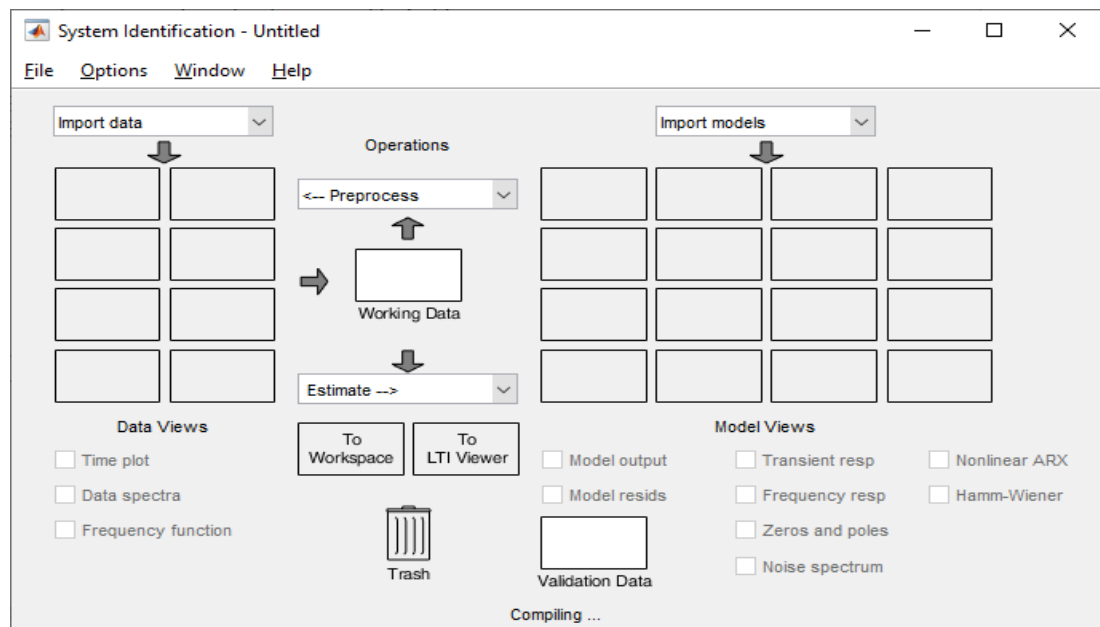 System Identification - Untitled
File Options Window Help
Import data
Import models
Operations
<-- Preprocess
Working Data
Estimate -->
Data Views
Model Views
To
Workspace
To
LTI Viewer
Time plot
Data spectra
Frequency function
Model output
Transient resp
Nonlinear ARX
Model resids
Frequency resp
Hamm-Wiener
Zeros and poles
Noise spectrum
Trash
Validation Data
Compiling ...